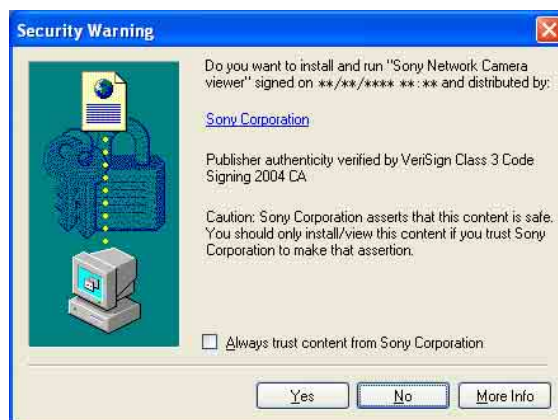 Security Warning
Do you want to install and run "Sony Network Camera
viewer" signed on **/**/**** **:** and distributed by:
Sony Corporation
Publisher authenticity verified by VeriSign Class 3 Code
Signing 2004 CA
Caution: Sony Corporation asserts that this content is safe.
You should only install/view this content if you trust Sony
Corporation to make that assertion.
Always trust content from Sony Corporation
Yes
No
More Info